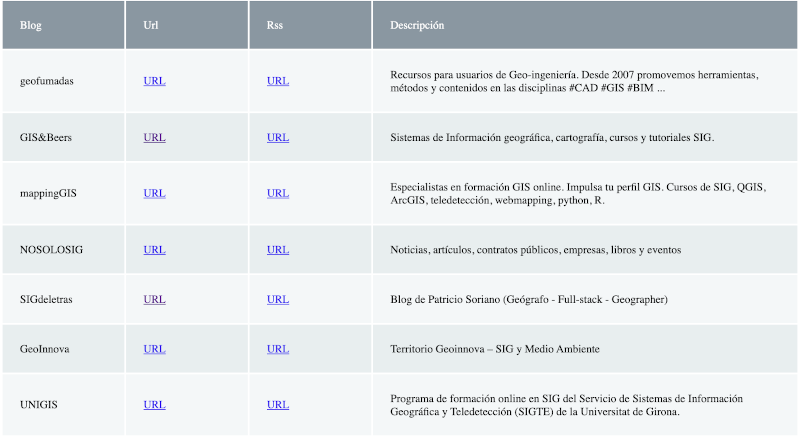 Blog Url Rss Descripción
geofumadas URL URL Recursos para usuarios de Geo-ingeniería. Desde 2007 promovemos herramientas,
métodos y contenidos en las disciplinas #CAD #GIS #BIM ...
GIS&Beers URL URL Sistemas de Información geográfica, cartografía, cursos y tutoriales SIG.
mappingGIS URL URL Especialistas en formación GIS online. Impulsa tu perfil GIS. Cursos de SIG, QGIS,
ArcGIS, teledetección, webmapping, python, R.
NOSOLOSIG URL URL Noticias, artículos, contratos públicos, empresas, libros y eventos
SIGdeletras URL URL Blog de Patricio Soriano (Geógrafo - Full-stack - Geographer)
GeoInnova URL URL Territorio Geoinnova – SIG y Medio Ambiente
UNIGIS URL URL Programa de formación online en SIG del Servicio de Sistemas de Información
Geográfica y Teledetección (SIGTE) de la Universitat de Girona.